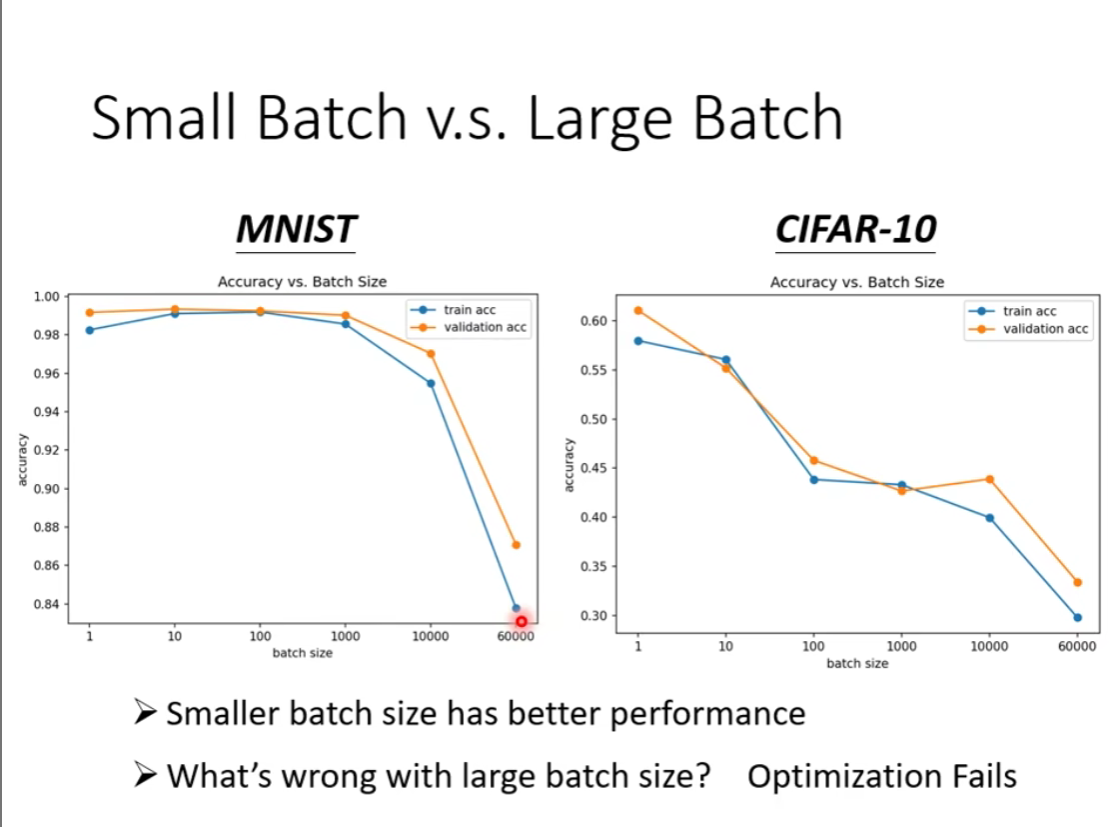 Small Batch v.s. Large Batch
MNIST
CIFAR-10
Accuracy vs. Batch Size
train acc
validation acc
1.00
0.98
0.96
0.94
0.92
0.90
0.88
0.86
0.84
accuracy
1 10 100 1000 10000 60000
batch size
Accuracy vs. Batch Size
train acc
validation acc
0.60
0.55
0.50
0.45
0.40
0.35
0.30
accuracy
1 10 100 1000 10000 60000
batch size
➢ Smaller batch size has better performance
➢ What's wrong with large batch size? Optimization Fails